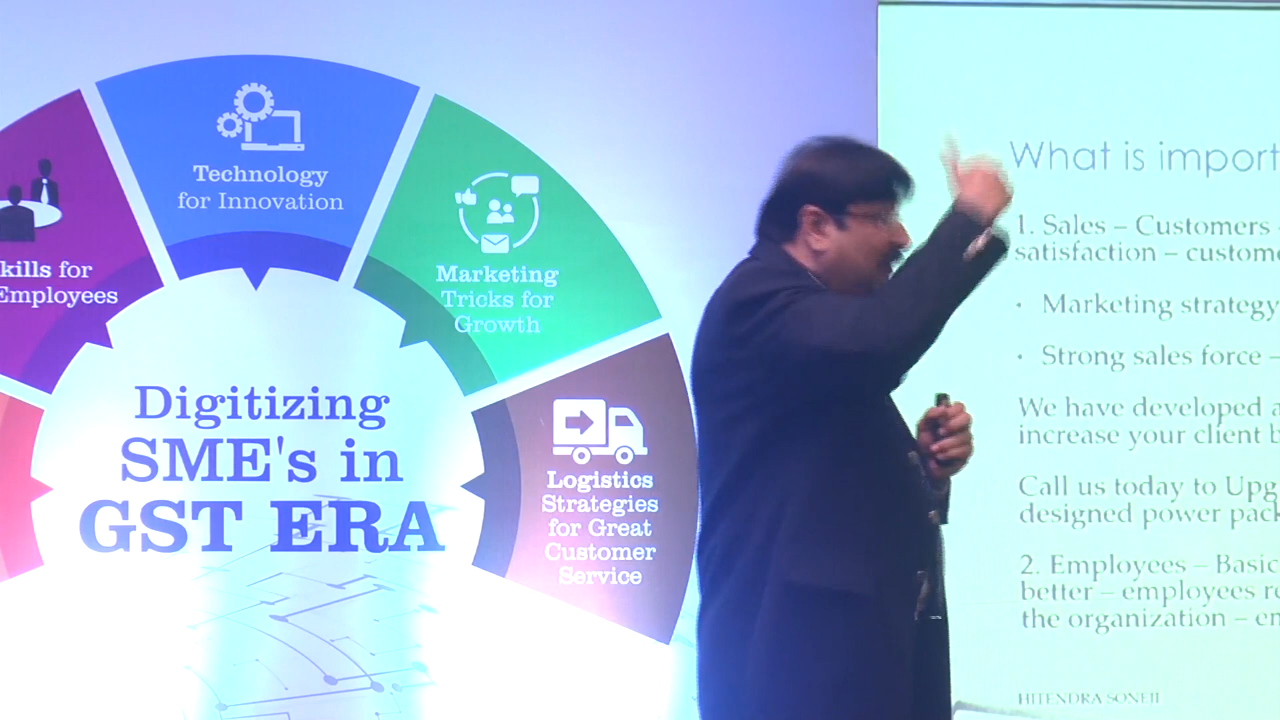 Technology
for Innovation
Marketing
Tricks for
Growth
kills for
Employees
Digitizing
SME's in
GST ERA
Logistics
Strategies
for Great
Customer
Service
What is import
1. Sales – Customers
satisfaction – custome
• Marketing strategy
• Strong sales force –
We have developed a
increase your client b
Call us today to Upg
designed power pack
2. Employees – Basic
better – employees re
the organization – en
HITENDRA SONEJI